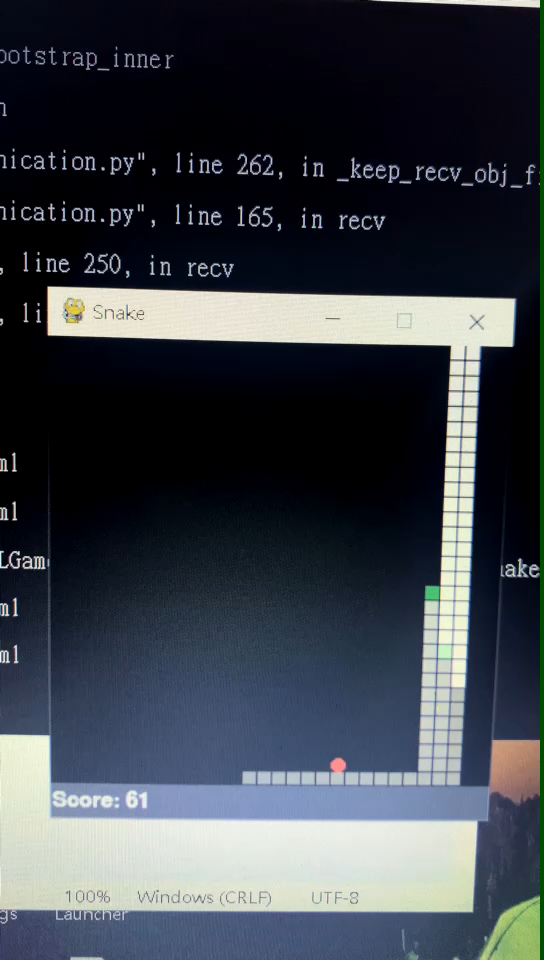 ootstrap_inner
n
nication.py", line 262, in _keep_recv_obj_f
nication.py", line 165, in recv
, line 250, in recv
, li
Snake
ml
ml
LGam
ake
ml
ml
Score: 61
100% Windows (CRLF) UTF-8
gs Launcher